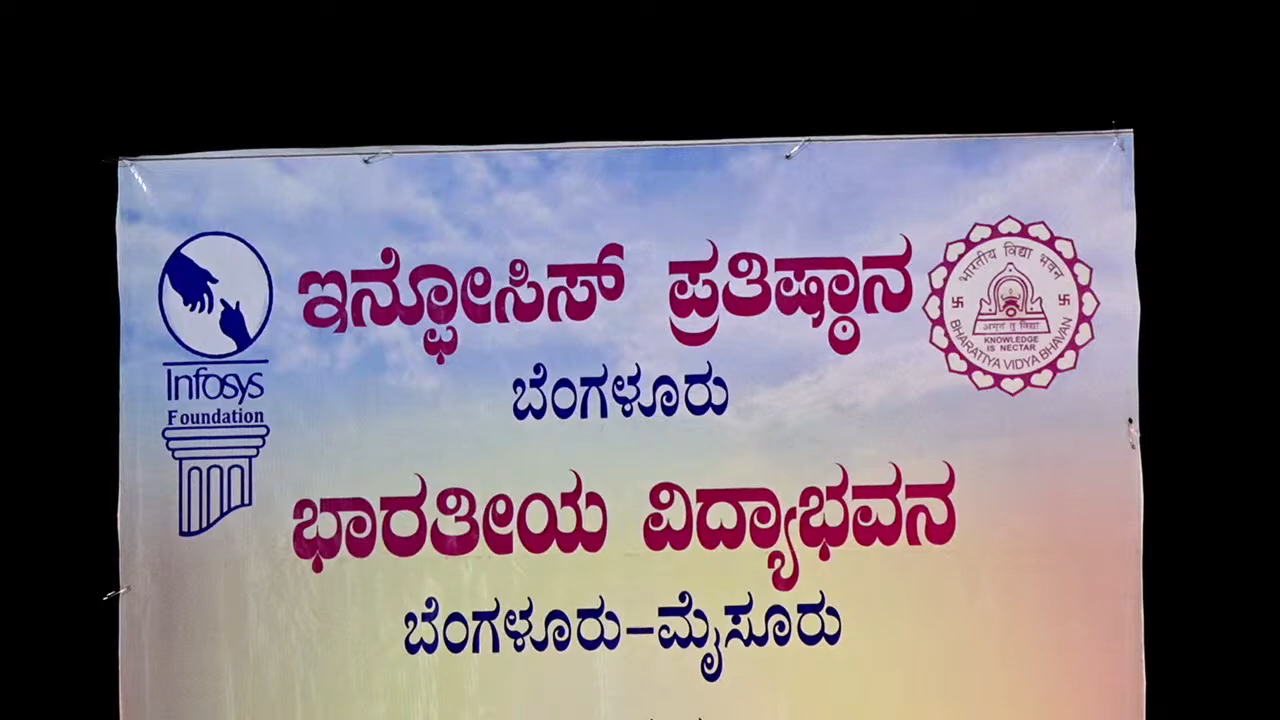 ಇನ್ಫೋಸಿಸ್ ಪ್ರತಿಷ್ಠಾನ
ಬೆಂಗಳೂರು
Infosys
Foundation
भारतीय विद्या भवन
अमृतं तु विद्या
KNOWLEDGE
IS NECTAR
BHARATIYA VIDYA BHAVAN
ಭಾರತೀಯ ವಿದ್ಯಾಭವನ
ಬೆಂಗಳೂರು-ಮೈಸೂರು